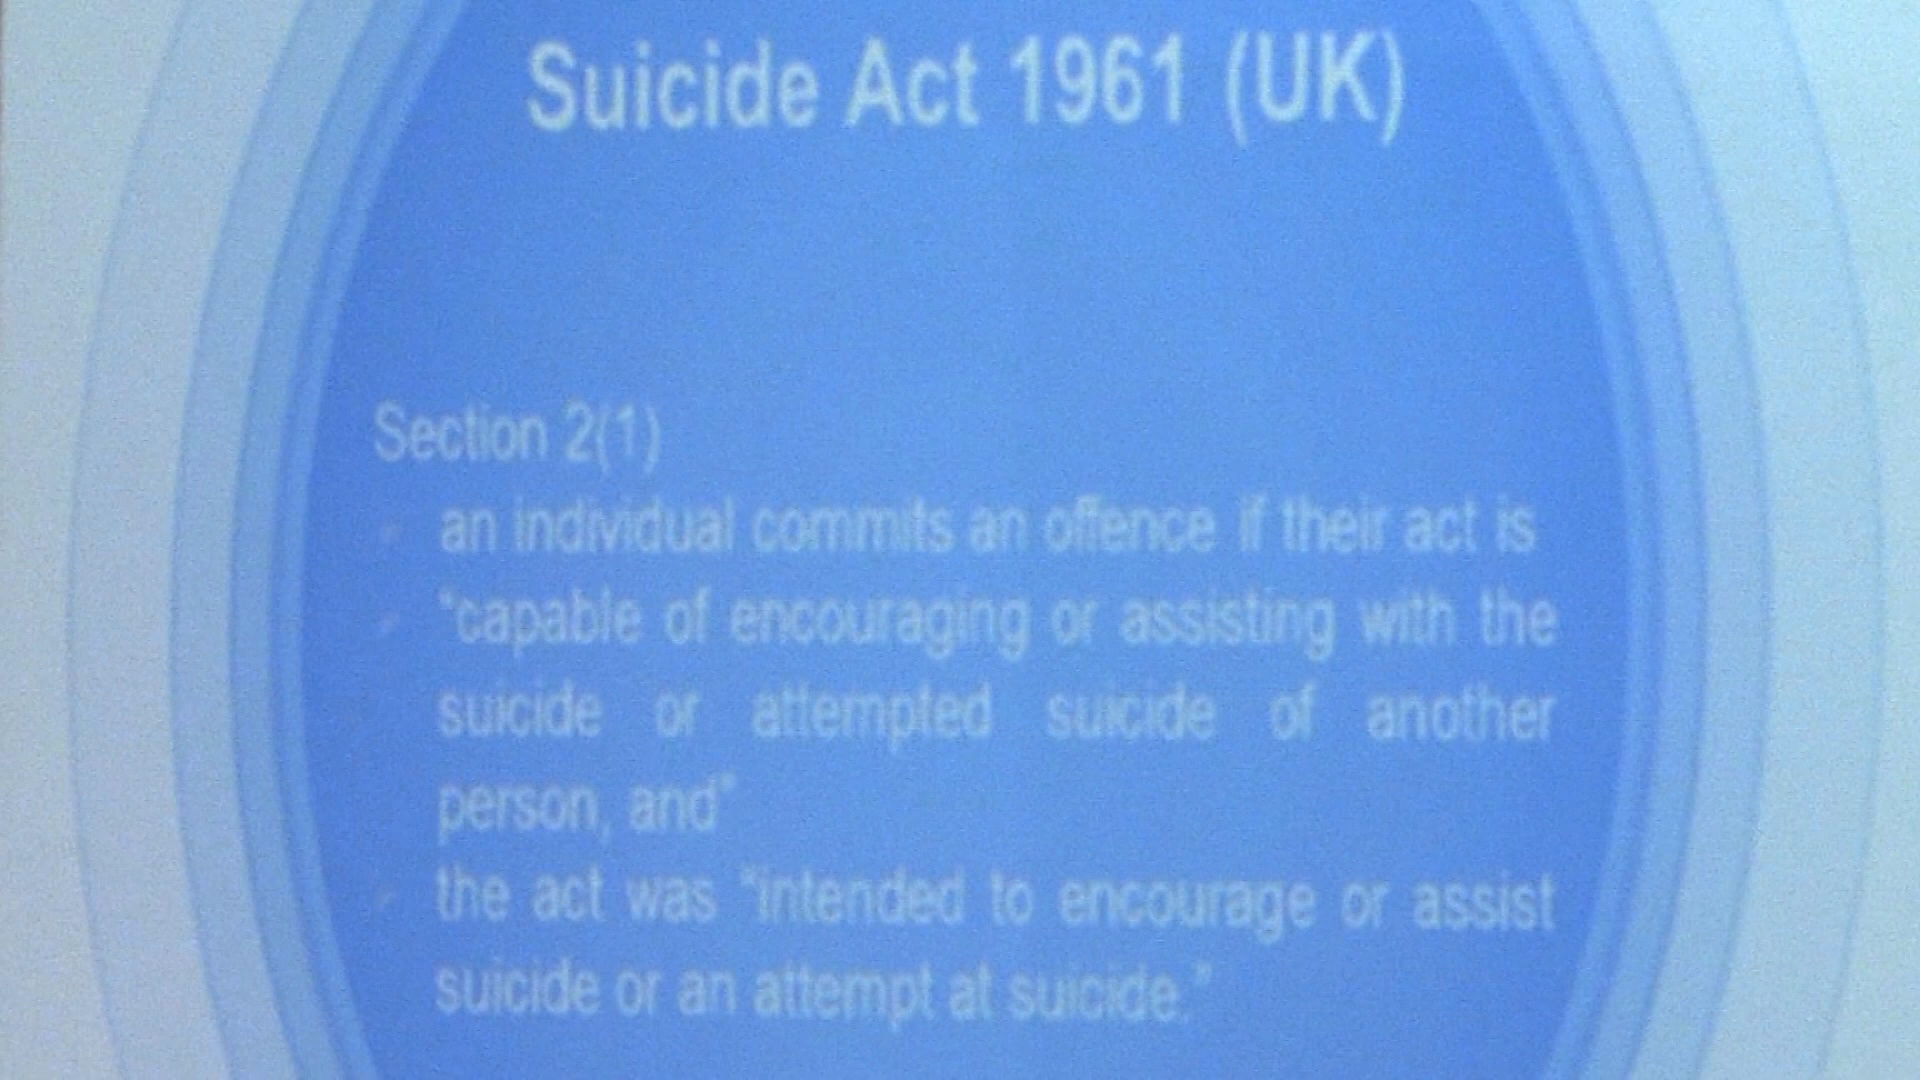 Suicide Act 1961 (UK)
Section 2(1)
an individual commits an offence if their act is
"capable of encouraging or assisting with the
suicide or attempted suicide of another
person, and"
the act was "intended to encourage or assist
suicide or an attempt at suicide."